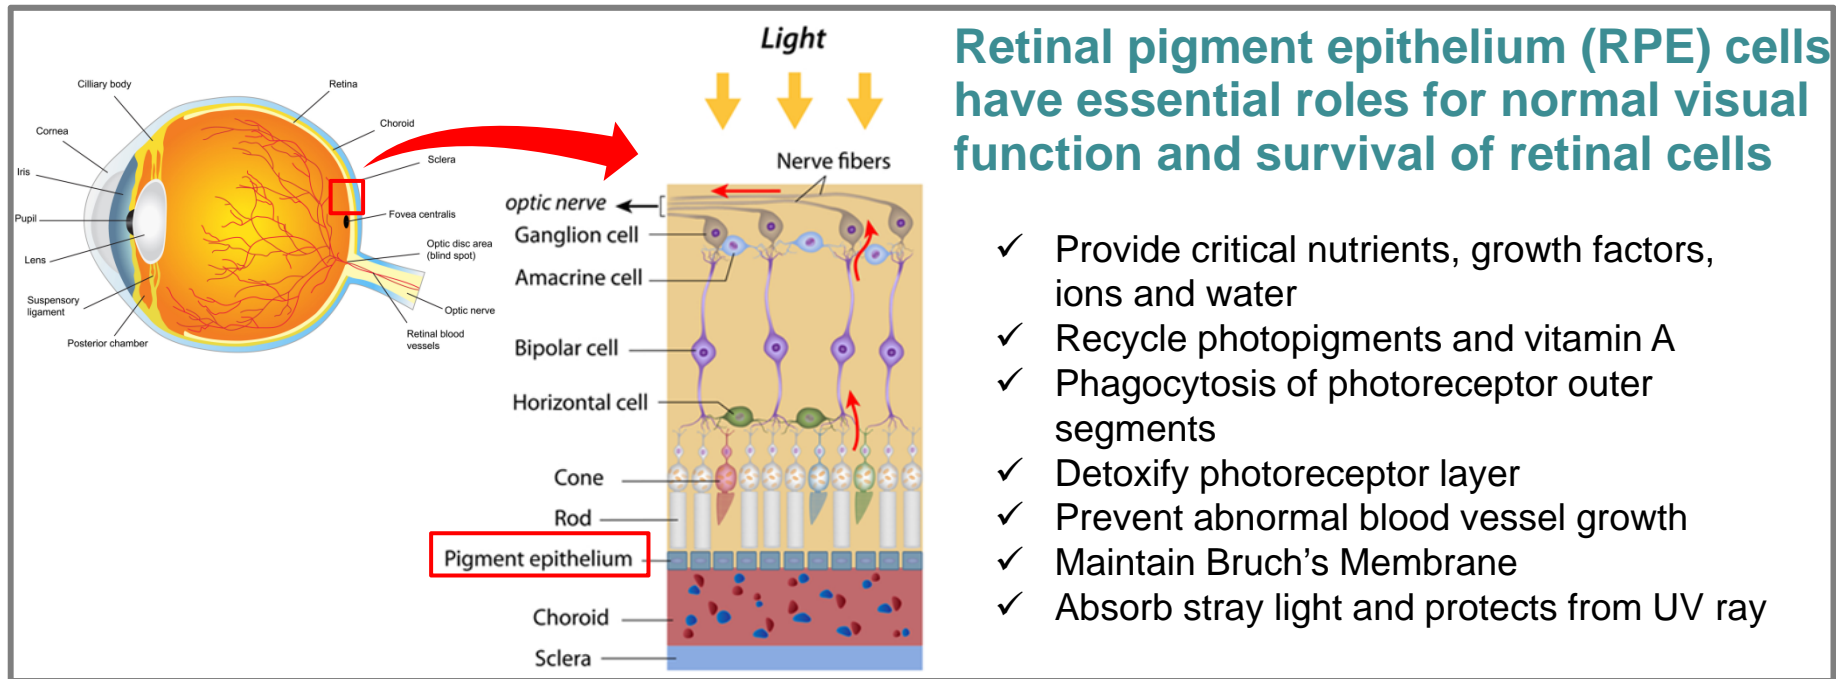 Cilliary body
Retina
Cornea
Choroid
Iris
Sclera
Pupil
Fovea centralis
Lens
Optic disc area
(blind spot)
Suspensory
ligament
Optic nerve
Posterior chamber
Retinal blood
vessels
Light
Nerve fibers
optic nerve
Ganglion cell
Amacrine cell
Bipolar cell
Horizontal cell
Cone
Rod
Pigment epithelium
Choroid
Sclera
Retinal pigment epithelium (RPE) cells
have essential roles for normal visual
function and survival of retinal cells
✓ Provide critical nutrients, growth factors,
ions and water
✓ Recycle photopigments and vitamin A
✓ Phagocytosis of photoreceptor outer
segments
✓ Detoxify photoreceptor layer
✓ Prevent abnormal blood vessel growth
✓ Maintain Bruch’s Membrane
✓ Absorb stray light and protects from UV ray